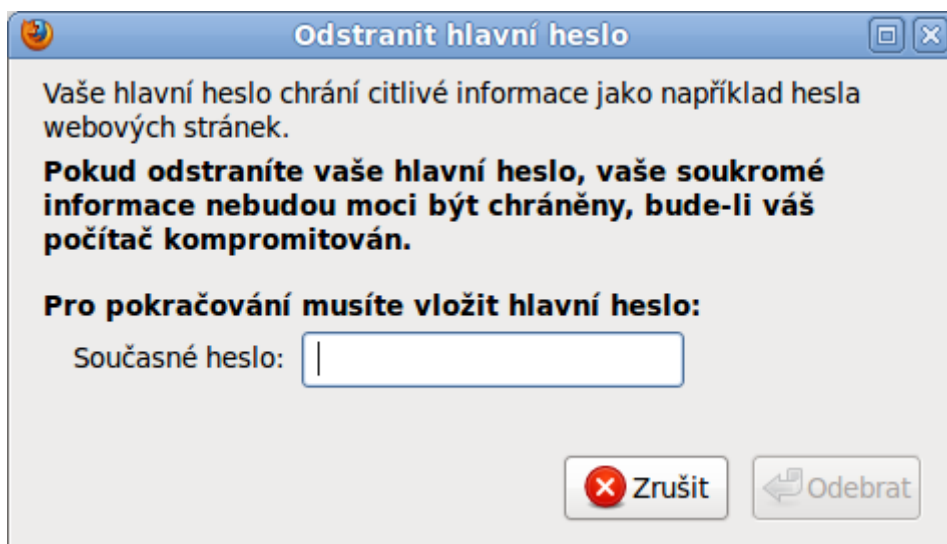 Odstranit hlavní heslo
Vaše hlavní heslo chrání citlivé informace jako například hesla
webových stránek.
Pokud odstraníte vaše hlavní heslo, vaše soukromé
informace nebudou moci být chráněny, bude-li váš
počítač kompromitován.
Pro pokračování musíte vložit hlavní heslo:
Současné heslo:
Zrušit
Odebrat